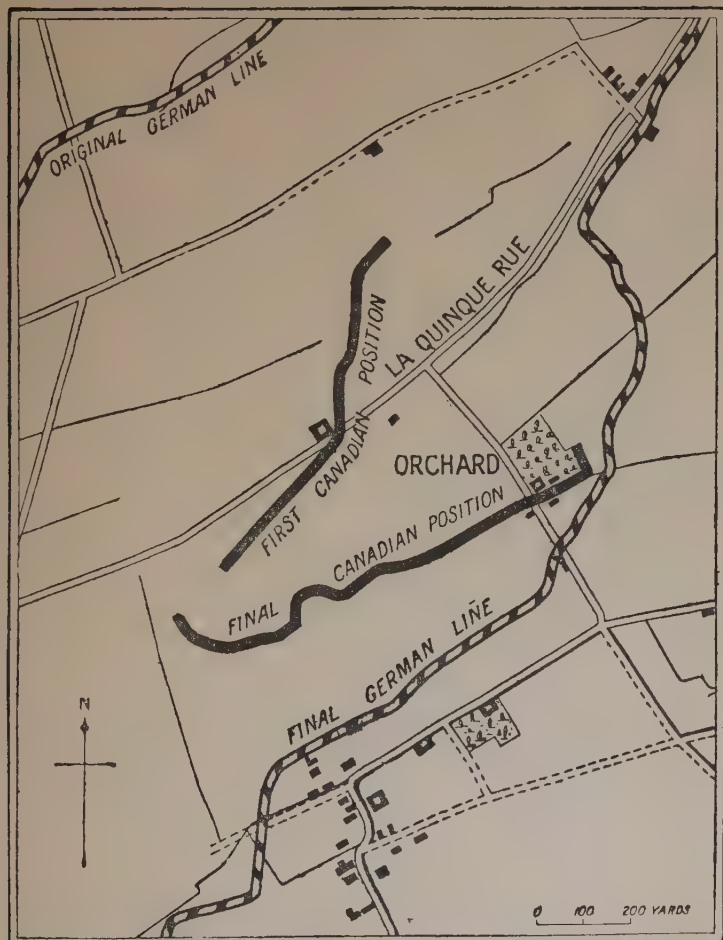 ORIGINAL GERMAN LINE
LA QUINQUE RUE
FIRST CANADIAN POSITION
ORCHARD
FINAL CANADIAN POSITION
FINAL GERMAN LINE
N
0 100 200 YARDS